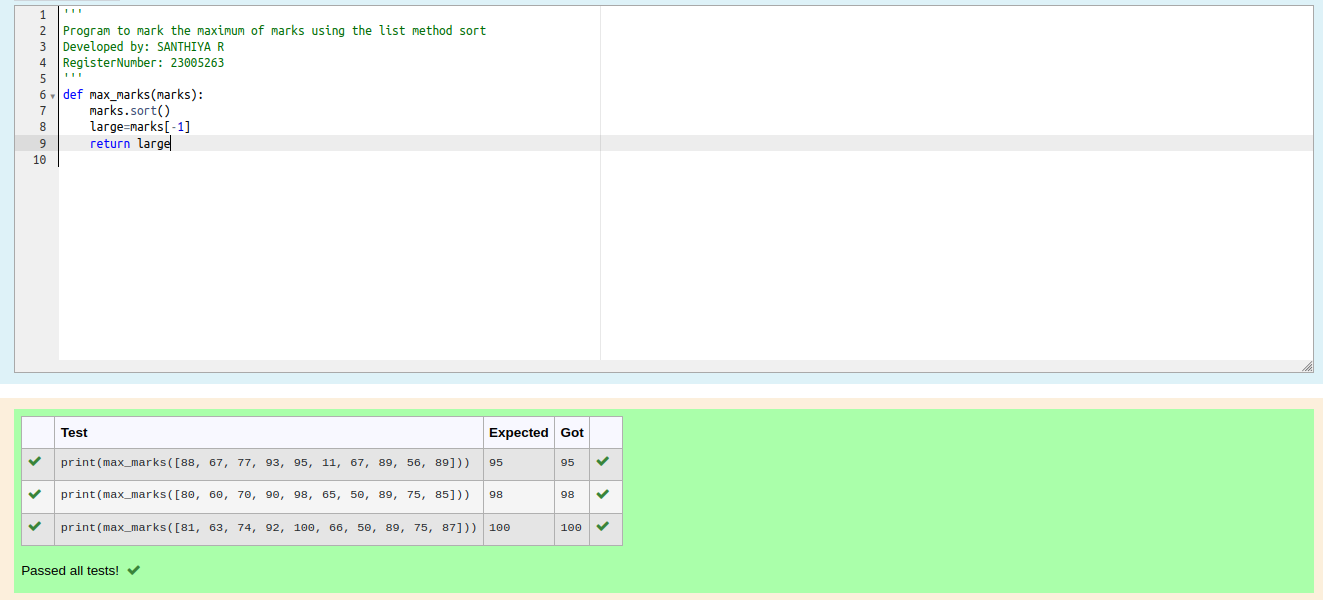 1 '''
2 Program to mark the maximum of marks using the list method sort
3 Developed by: SANTHIYA R
4 RegisterNumber: 23005263
5 '''
6 def max_marks(marks):
7     marks.sort()
8     large=marks[-1]
9     return large
10
Test Expected Got
print(max_marks([88, 67, 77, 93, 95, 11, 67, 89, 56, 89])) 95 95
print(max_marks([80, 60, 70, 90, 98, 65, 50, 89, 75, 85])) 98 98
print(max_marks([81, 63, 74, 92, 100, 66, 50, 89, 75, 87])) 100 100
Passed all tests!